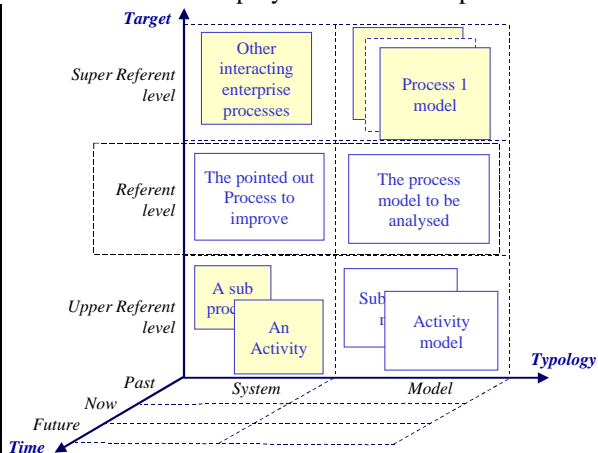 Target
Super Referent
level
Other
interacting
enterprise
processes
Process 1
model
Referent
level
The pointed out
Process to
improve
The process
model to be
analysed
Upper Referent
level
A sub
proc
An
Activity
Sub
Activity
model
Typology
Past
Now
Future
Time
System
Model